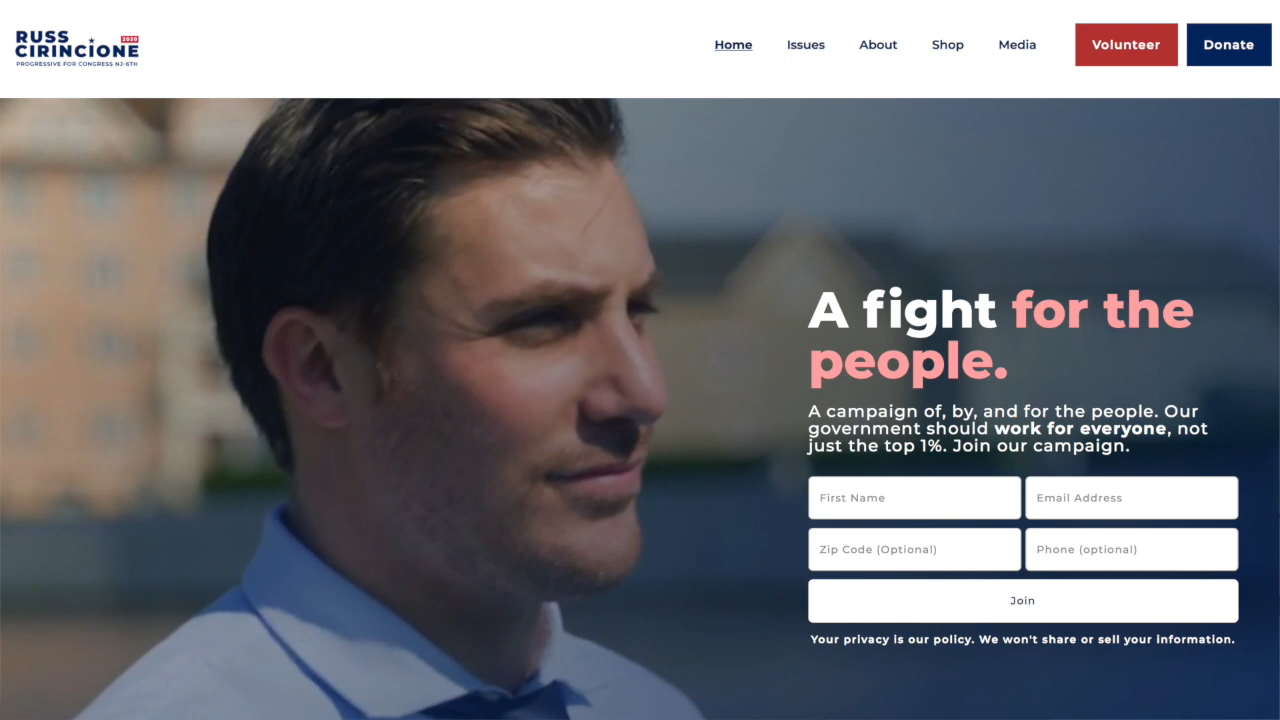 RUSS
2020
CIRINCIONE
PROGRESSIVE FOR CONGRESS NJ-6TH
Home
Issues
About
Shop
Media
Volunteer
Donate
A fight for the
people.
A campaign of, by, and for the people. Our
government should work for everyone, not
just the top 1%. Join our campaign.
First Name
Email Address
Zip Code (Optional)
Phone (optional)
Join
Your privacy is our policy. We won't share or sell your information.